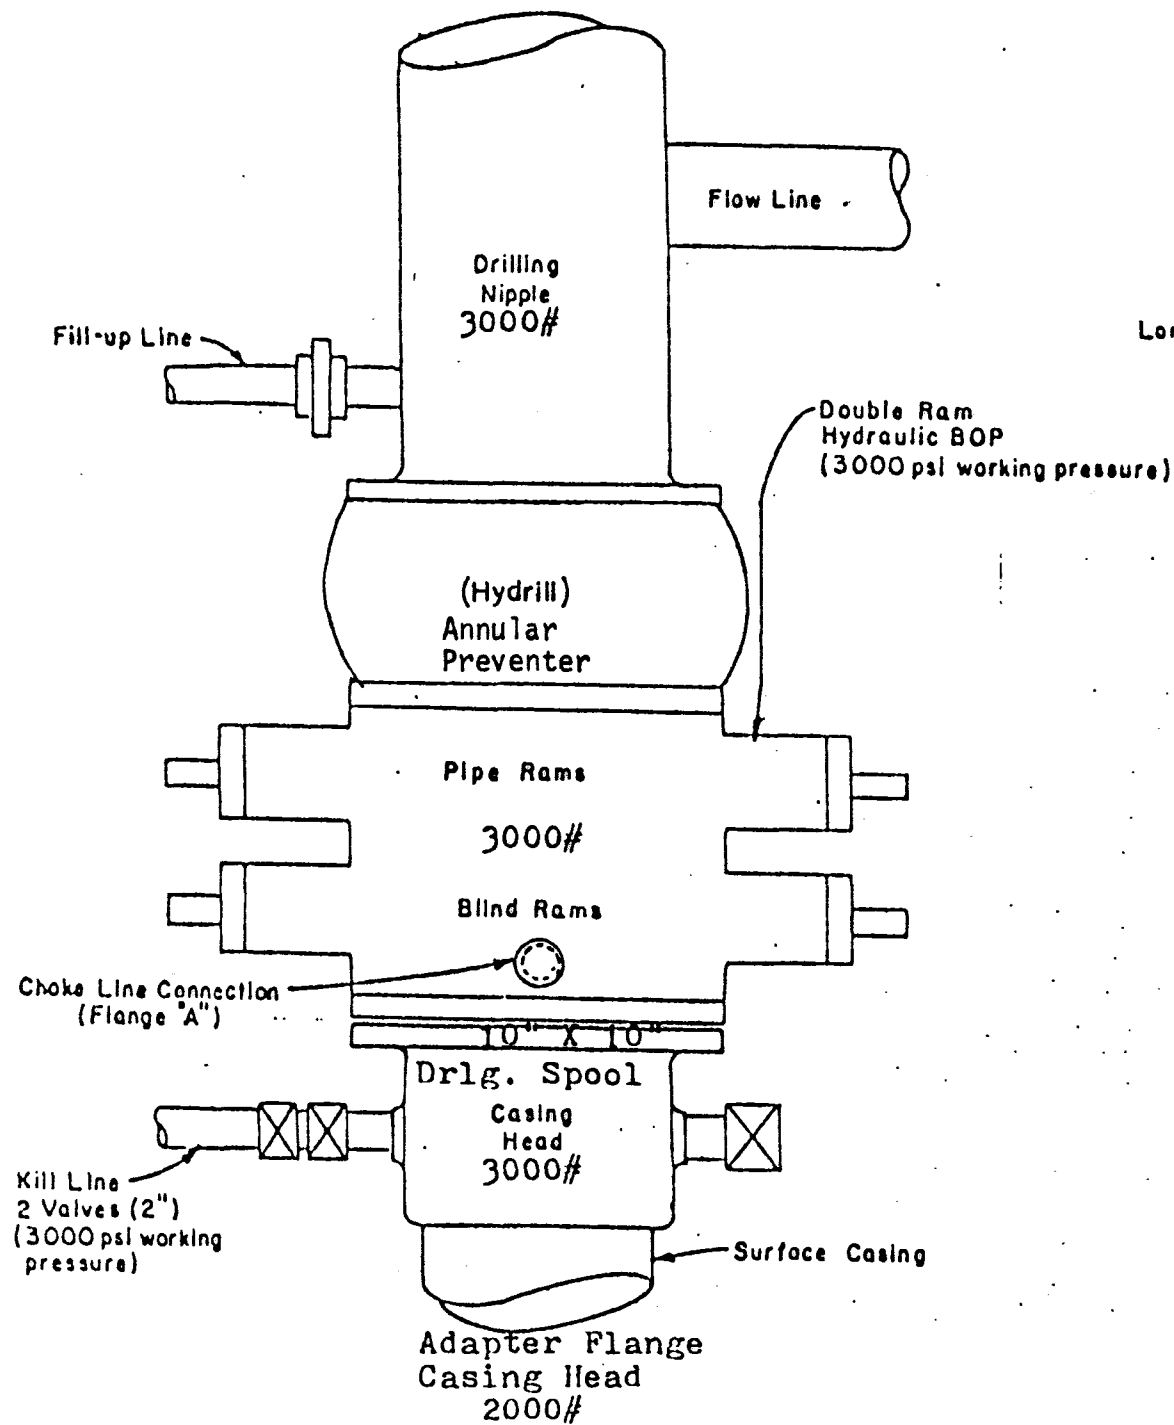 Flow Line
Drilling
Nipple
3000#
Fill-up Line
Double Ram
Hydraulic BOP
(3000 psi working pressure)
(Hydrill)
Annular
Preventer
Pipe Rams
3000#
Blind Rams
Choke Line Connection
(Flange "A")
10" X 10"
Drlg. Spool
Casing
Head
3000#
Kill Line
2 Valves (2")
(3000 psi working
pressure)
Surface Casing
Adapter Flange
Casing Head
2000#